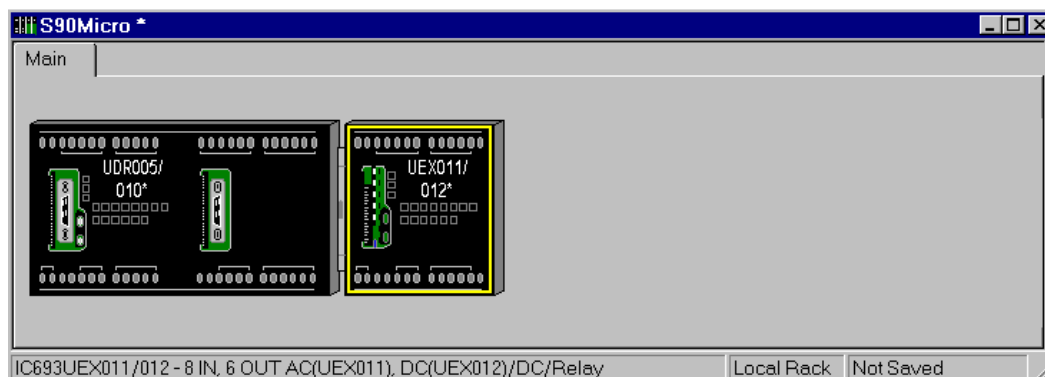 S90Micro *
Main
UDR005/
010*
UEX011/
012*
IC693UEX011/012 - 8 IN, 6 OUT AC(UEX011), DC(UEX012)/DC/Relay
Local Rack
Not Saved